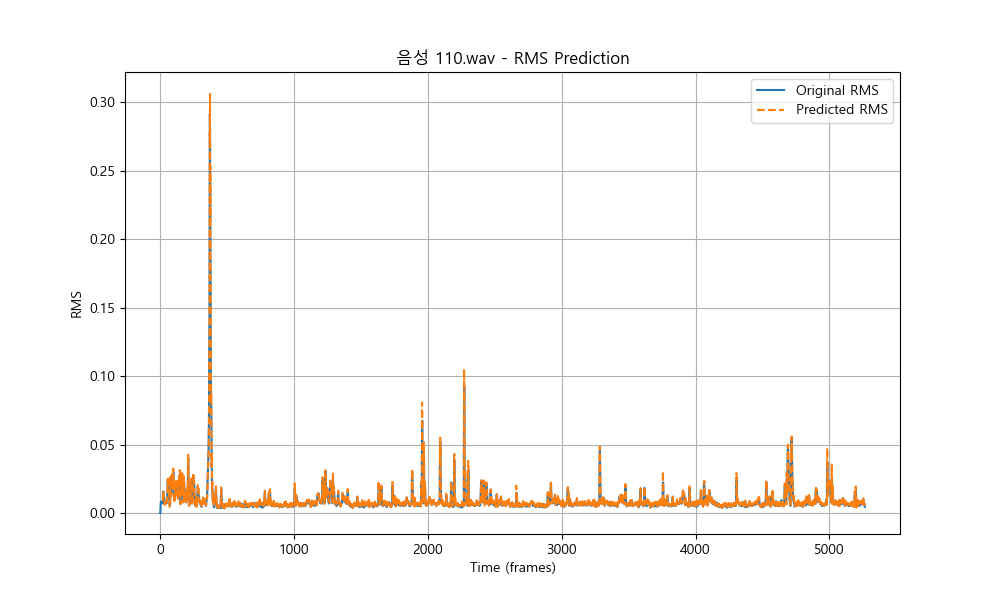 음성 110.wav - RMS Prediction
Original RMS
Predicted RMS
0.30
0.25
0.20
0.15
0.10
0.05
0.00
RMS
0 1000 2000 3000 4000 5000
Time (frames)